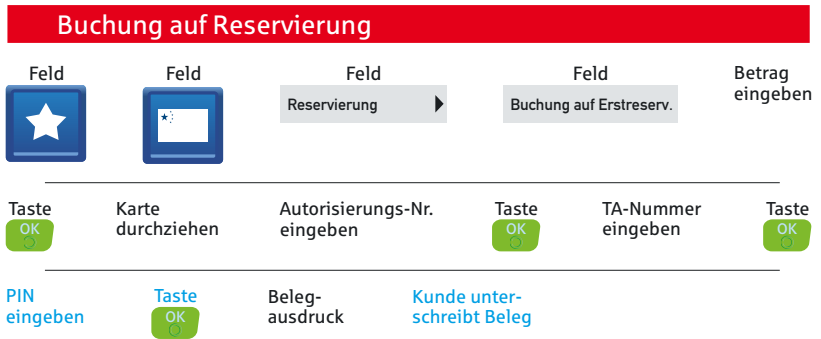 Buchung auf Reservierung
Feld
Feld
Feld
Reservierung
Feld
Buchung auf Erstreserv.
Betrag
eingeben
Taste
OK
Karte
durchziehen
Autorisierungs-Nr.
eingeben
Taste
OK
TA-Nummer
eingeben
Taste
OK
PIN
eingeben
Taste
OK
Beleg-
ausdruck
Kunde unter-
schreibt Beleg